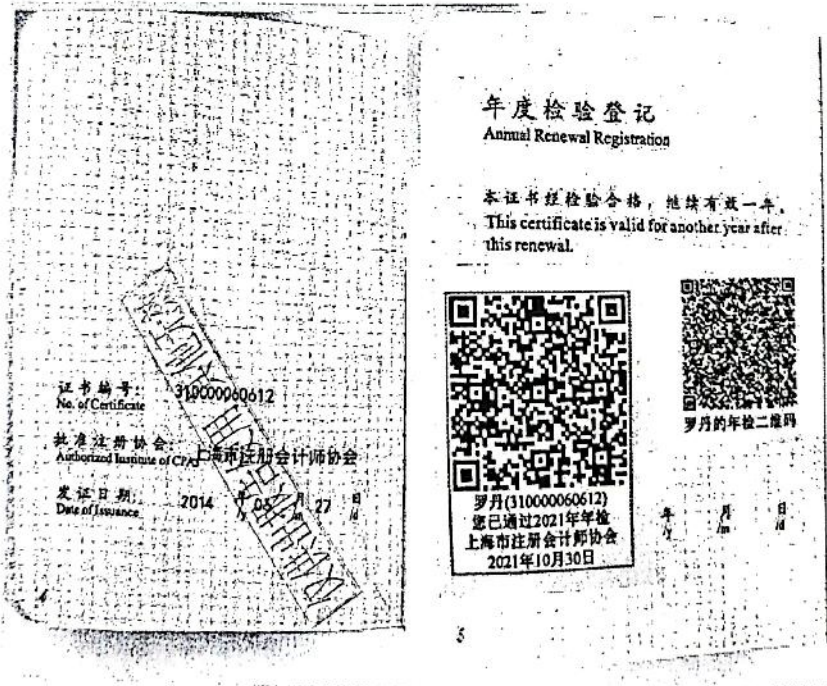 证书编号:
No. of Certificate
310000060612
批准注册协会:
Authorized Institute of CPAs
上海市注册会计师协会
发证日期:
Date of Issuance
2014 年 05 月 27 日
/y /m /d
4
年度检验登记
Annual Renewal Registration
本证书经检验合格，继续有效一年。
This certificate is valid for another year after
this renewal.
罗丹(310000060612)
您已通过2021年年检
上海市注册会计师协会
2021年10月30日
罗丹的年检二维码
年 月 日
/y /m /d
5